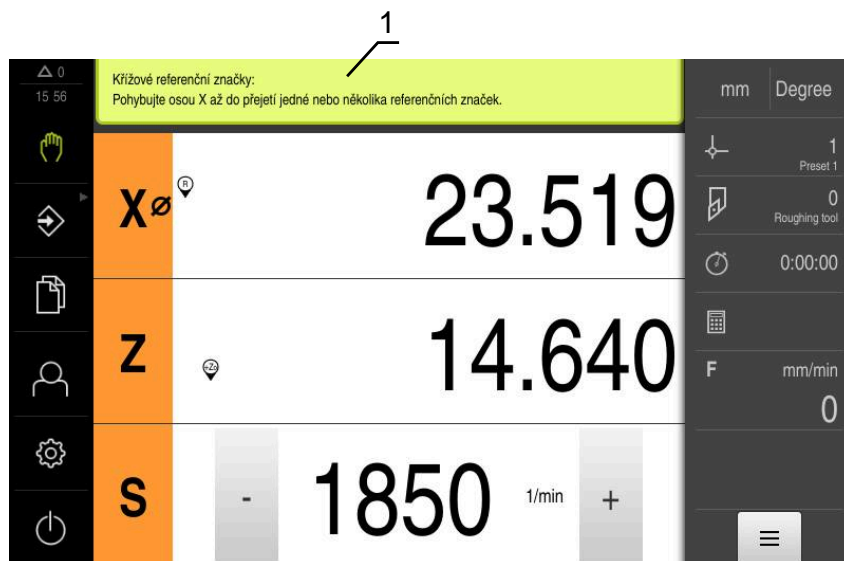 1
0
15 56
Křížové referenční značky:
Pohybujte osou X až do přejetí jedné nebo několika referenčních značek.
mm Degree
X⌀ R 23.519
1
Preset 1
0
Roughing tool
0:00:00
Z +Z0 14.640
F mm/min
0
S - 1850 1/min +